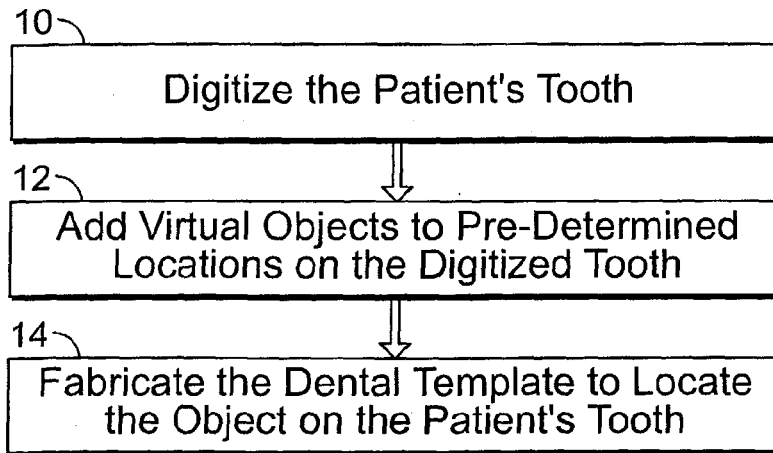 10
Digitize the Patient's Tooth
12
Add Virtual Objects to Pre-Determined
Locations on the Digitized Tooth
14
Fabricate the Dental Template to Locate
the Object on the Patient's Tooth